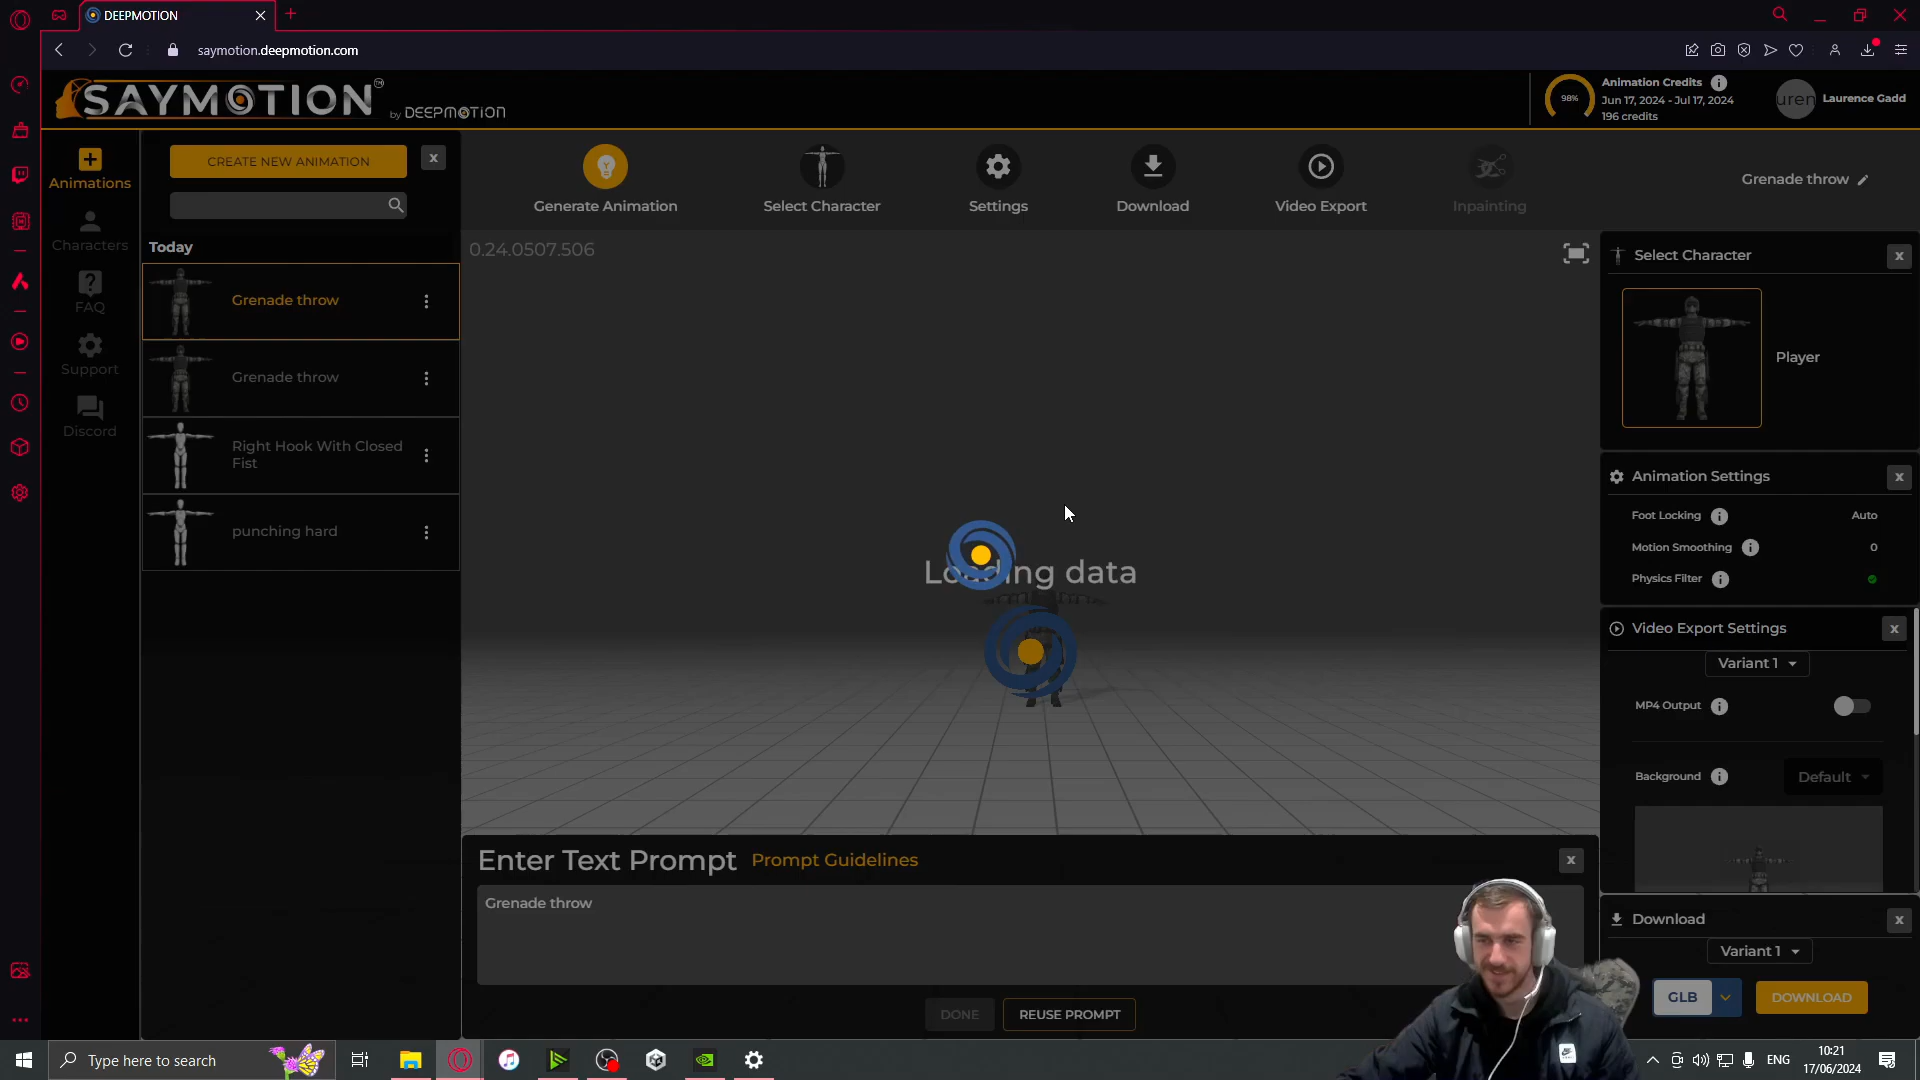 DEEPMOTION
saymotion.deepmotion.com
SAYMOTION™ by DEEPMOTION
98%
Animation Credits
Jun 17, 2024 - Jul 17, 2024
196 credits
uren
Laurence Gadd
Animations
Characters
FAQ
Support
Discord
CREATE NEW ANIMATION
Today
Grenade throw
Grenade throw
Right Hook With Closed
Fist
punching hard
Generate Animation
Select Character
Settings
Download
Video Export
Inpainting
Grenade throw
0.24.0507.506
Loading data
Select Character
Player
Animation Settings
Foot Locking
Auto
Motion Smoothing
0
Physics Filter
Video Export Settings
Variant 1
MP4 Output
Background
Default
Download
Variant 1
GLB
DOWNLOAD
Enter Text Prompt
Prompt Guidelines
Grenade throw
DONE
REUSE PROMPT
Type here to search
ENG
10:21
17/06/2024